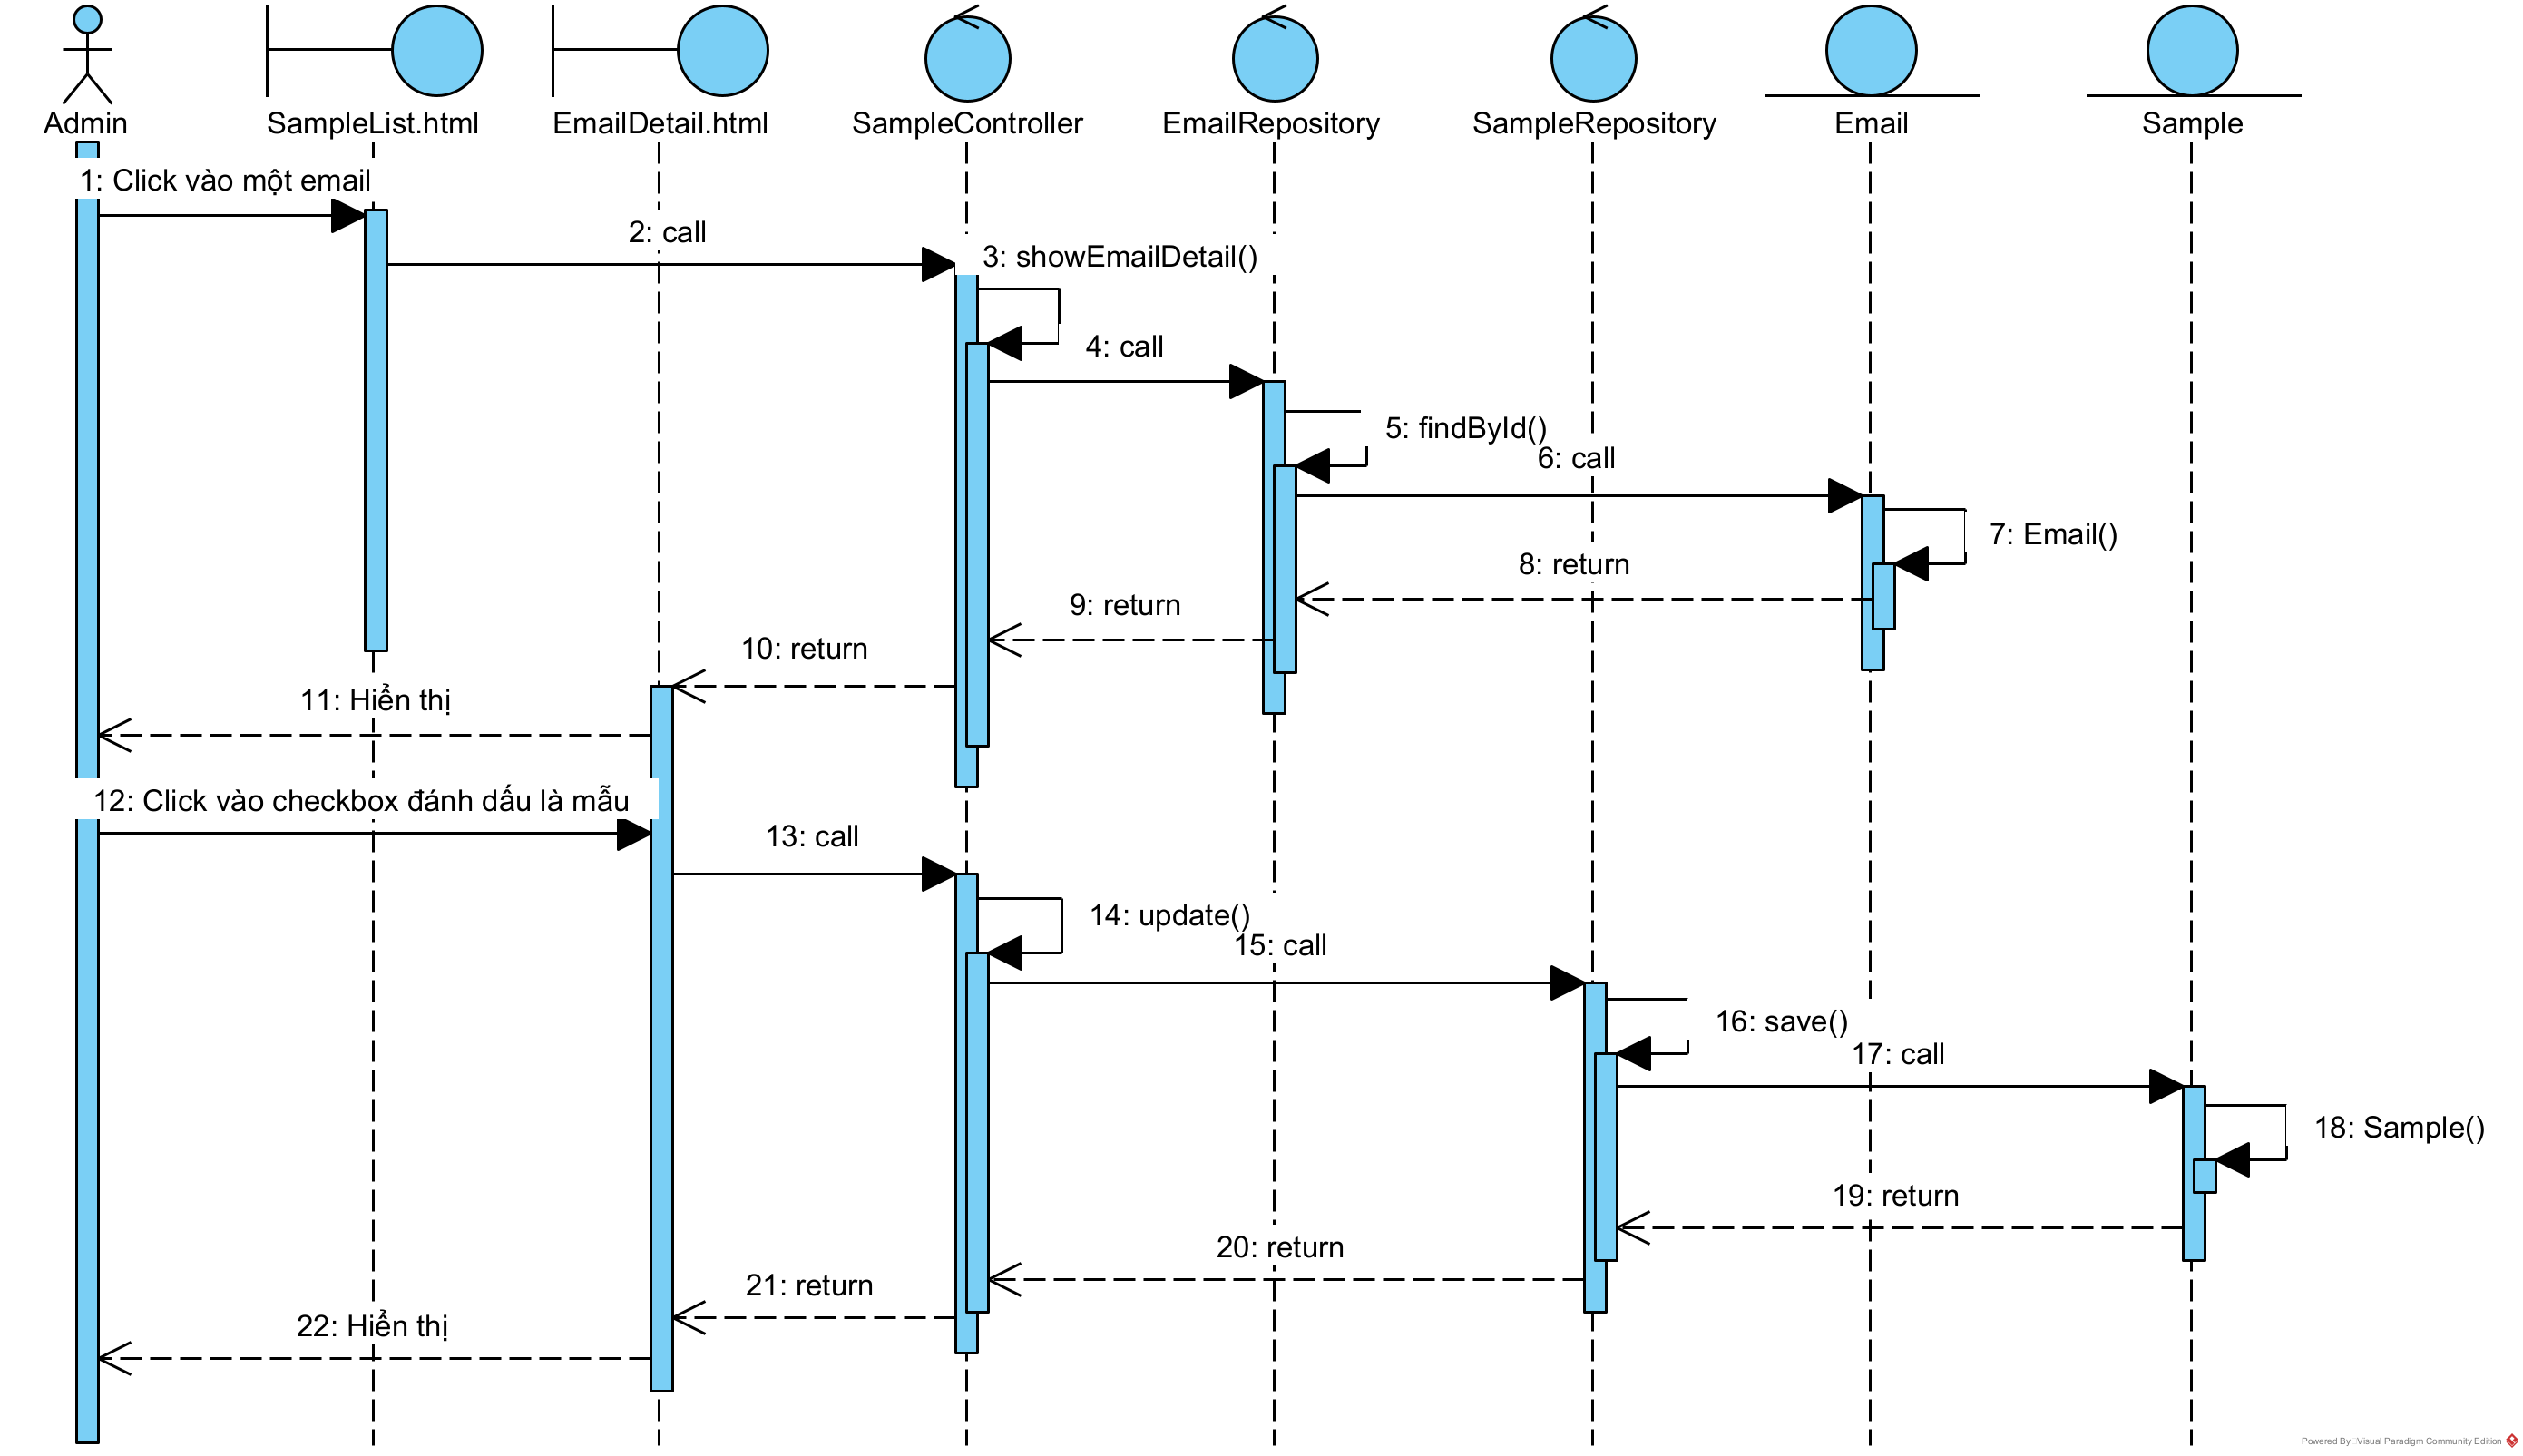 Admin
SampleList.html
EmailDetail.html
SampleController
EmailRepository
SampleRepository
Email
Sample
1: Click vào một email
2: call
3: showEmailDetail()
4: call
5: findById()
6: call
7: Email()
8: return
9: return
10: return
11: Hiển thị
12: Click vào checkbox đánh dấu là mẫu
13: call
14: update()
15: call
16: save()
17: call
18: Sample()
19: return
20: return
21: return
22: Hiển thị
Powered By Visual Paradigm Community Edition